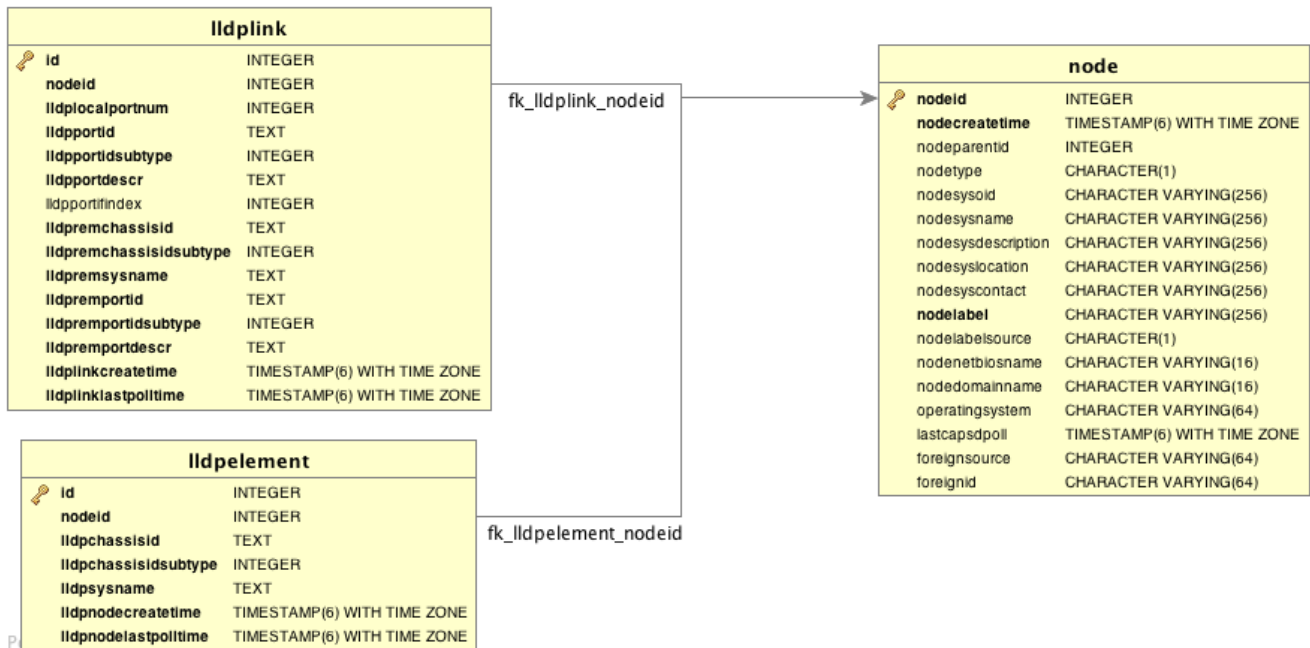 lldplink
id INTEGER
nodeid INTEGER
lldplocalportnum INTEGER
lldpportid TEXT
lldpportidsubtype INTEGER
lldpportdescr TEXT
lldpportifindex INTEGER
lldpremchassisid TEXT
lldpremchassisidsubtype INTEGER
lldpremsysname TEXT
lldpremportid TEXT
lldpremportidsubtype INTEGER
lldpremportdescr TEXT
lldplinkcreatetime TIMESTAMP(6) WITH TIME ZONE
lldplinklastpolltime TIMESTAMP(6) WITH TIME ZONE
fk_lldplink_nodeid
node
nodeid INTEGER
nodecreatetime TIMESTAMP(6) WITH TIME ZONE
nodeparentid INTEGER
nodetype CHARACTER(1)
nodesysoid CHARACTER VARYING(256)
nodesysname CHARACTER VARYING(256)
nodesysdescription CHARACTER VARYING(256)
nodesyslocation CHARACTER VARYING(256)
nodesyscontact CHARACTER VARYING(256)
nodelabel CHARACTER VARYING(256)
nodelabelsource CHARACTER(1)
nodenetbiosname CHARACTER VARYING(16)
nodedomainname CHARACTER VARYING(16)
operatingsystem CHARACTER VARYING(64)
lastcapsdpoll TIMESTAMP(6) WITH TIME ZONE
foreignsource CHARACTER VARYING(64)
foreignid CHARACTER VARYING(64)
lldpelement
id INTEGER
nodeid INTEGER
lldpchassisid TEXT
lldpchassisidsubtype INTEGER
lldpsysname TEXT
lldpnodecreatetime TIMESTAMP(6) WITH TIME ZONE
lldpnodelastpolltime TIMESTAMP(6) WITH TIME ZONE
fk_lldpelement_nodeid